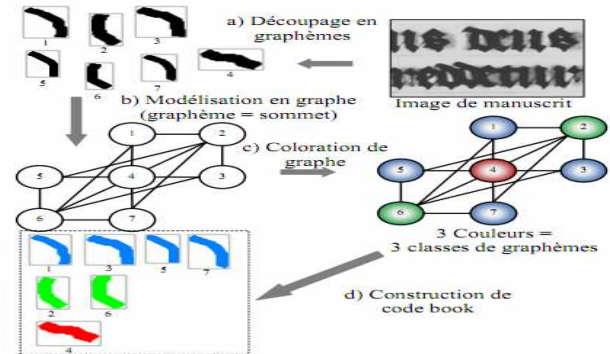 a) Découpage en
graphèmes
1
2
3
5
6
7
4
Image de manuscrit
b) Modélisation en graphe
(graphème = sommet)
c) Coloration de
graphe
1
2
5
4
3
6
7
1
2
5
4
3
6
7
3 Couleurs =
3 classes de graphèmes
1
3
5
7
2
6
4
d) Construction de
code book